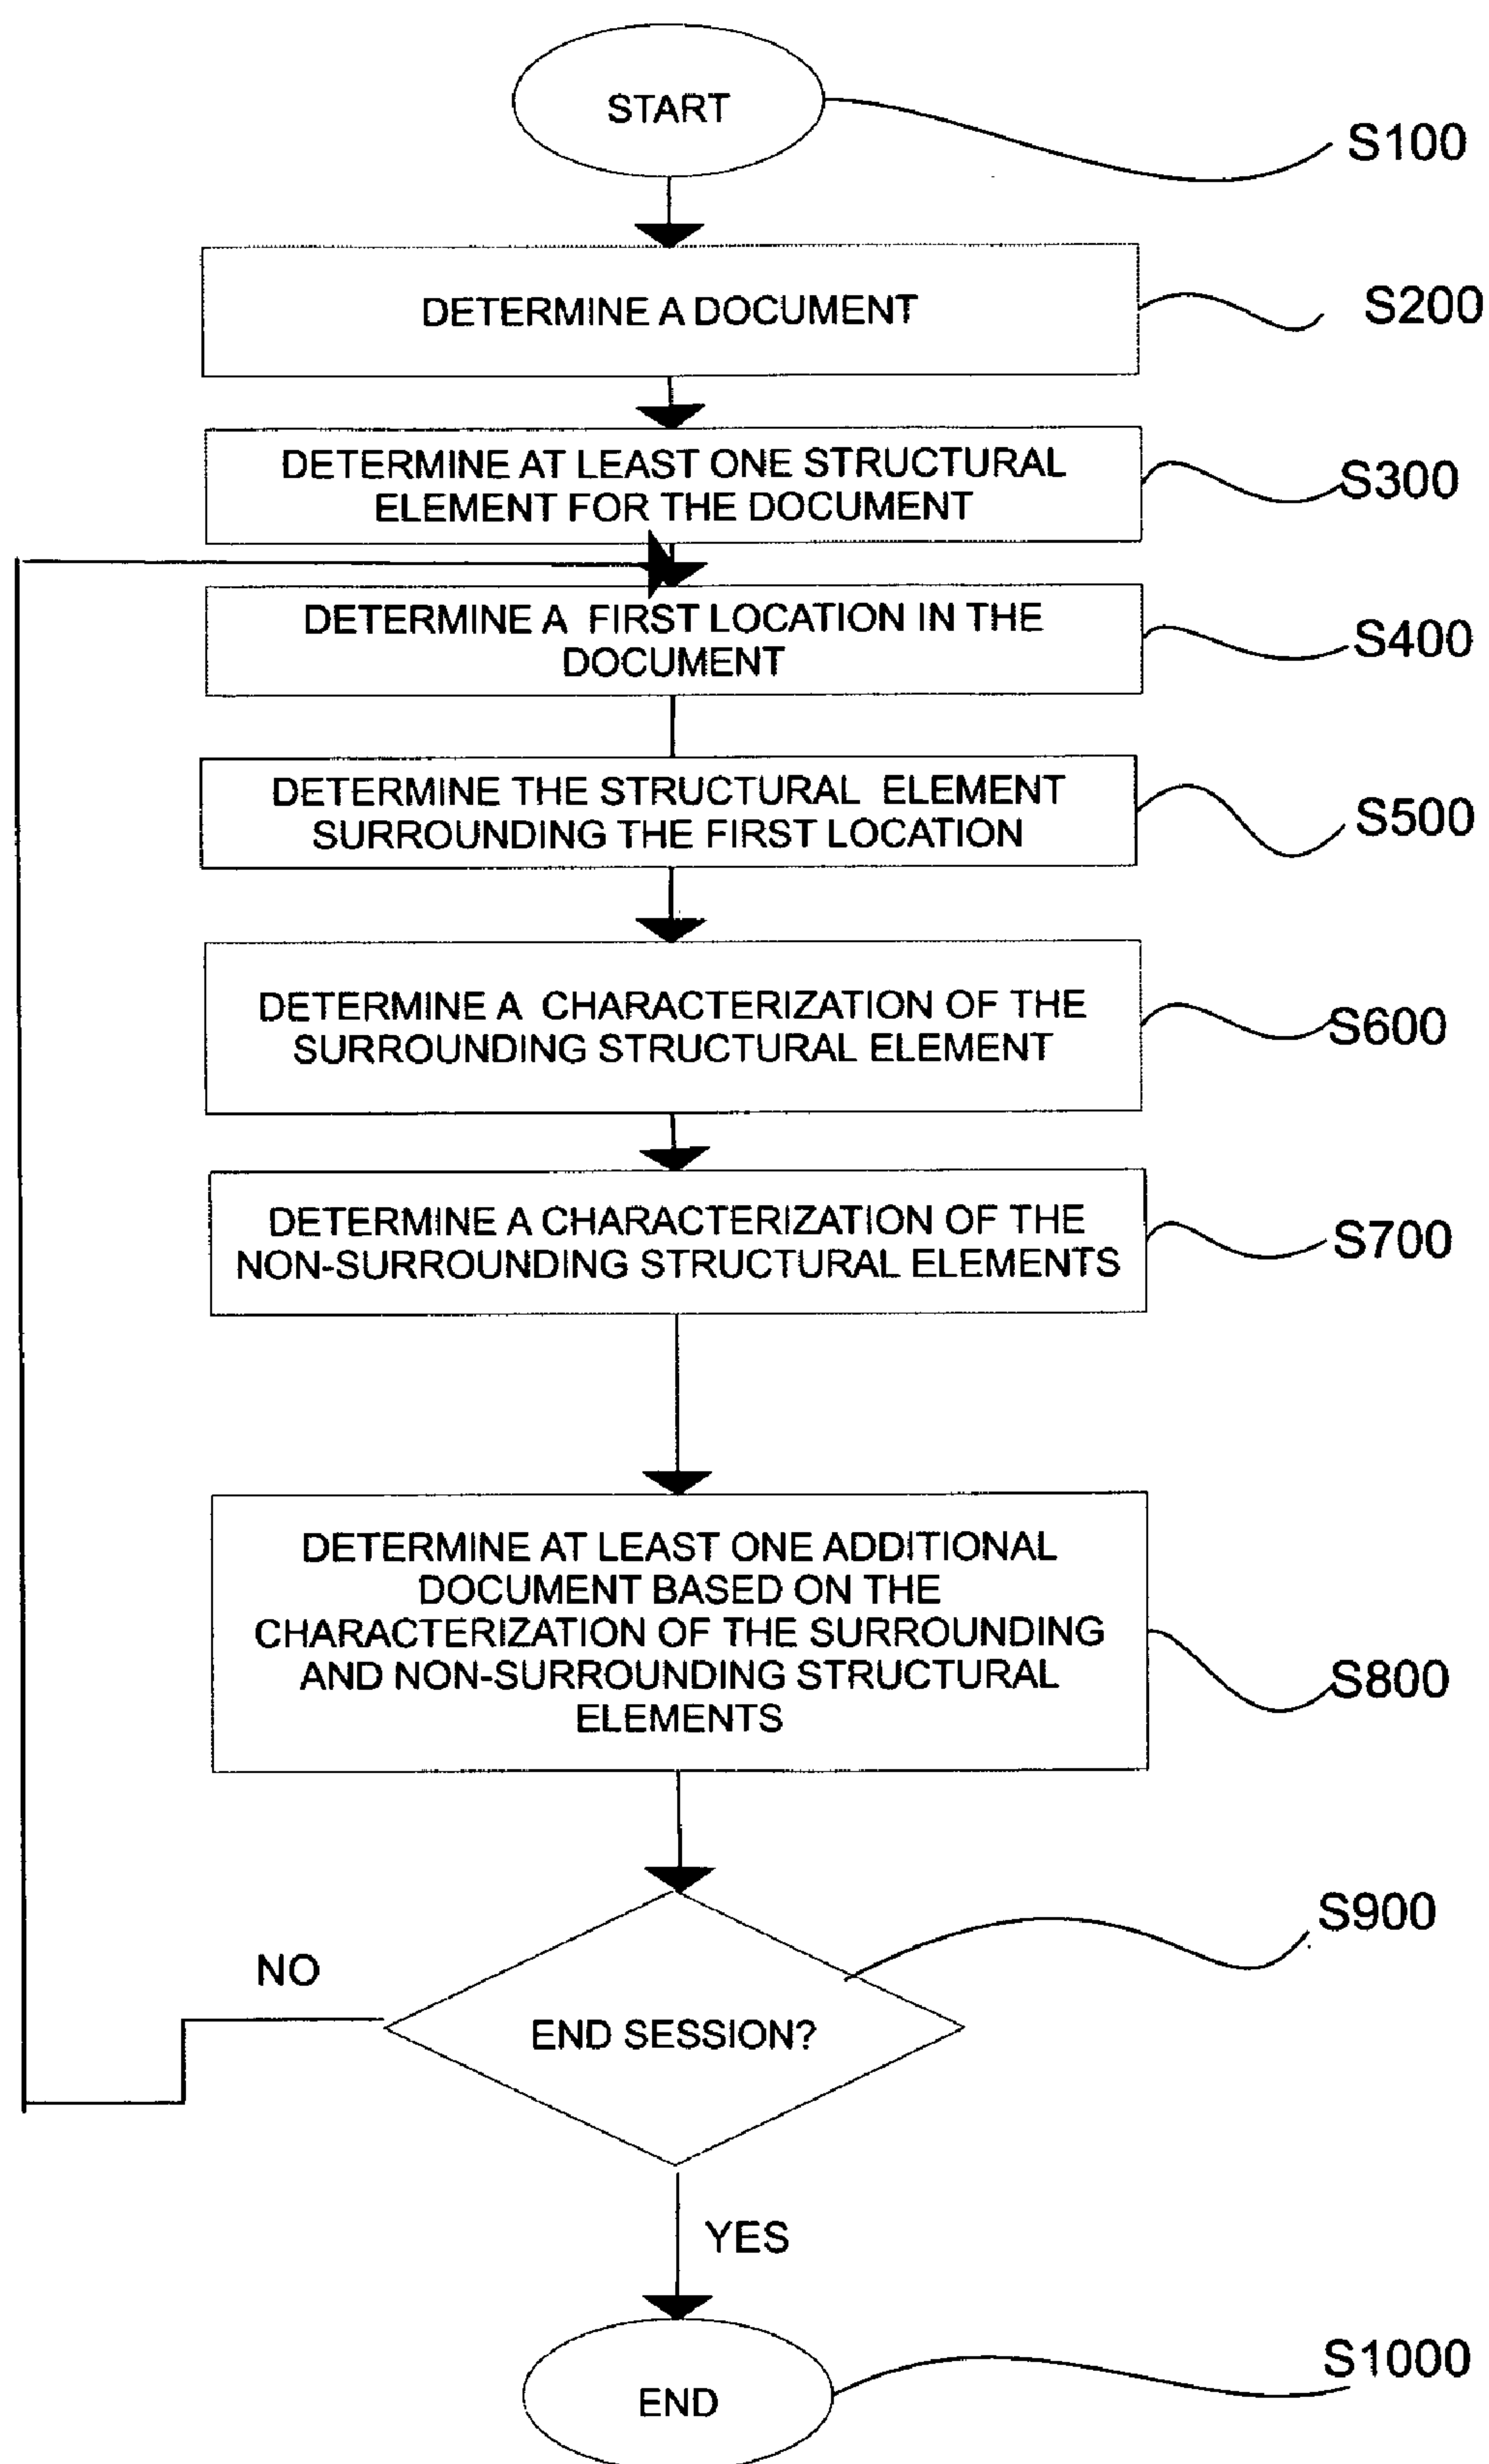 START
S100
DETERMINE A DOCUMENT
S200
DETERMINE AT LEAST ONE STRUCTURAL
ELEMENT FOR THE DOCUMENT
S300
DETERMINE A FIRST LOCATION IN THE
DOCUMENT
S400
DETERMINE THE STRUCTURAL ELEMENT
SURROUNDING THE FIRST LOCATION
S500
DETERMINE A CHARACTERIZATION OF THE
SURROUNDING STRUCTURAL ELEMENT
S600
DETERMINE A CHARACTERIZATION OF THE
NON-SURROUNDING STRUCTURAL ELEMENTS
S700
DETERMINE AT LEAST ONE ADDITIONAL
DOCUMENT BASED ON THE
CHARACTERIZATION OF THE SURROUNDING
AND NON-SURROUNDING STRUCTURAL
ELEMENTS
S800
S900
NO
END SESSION?
YES
S1000
END